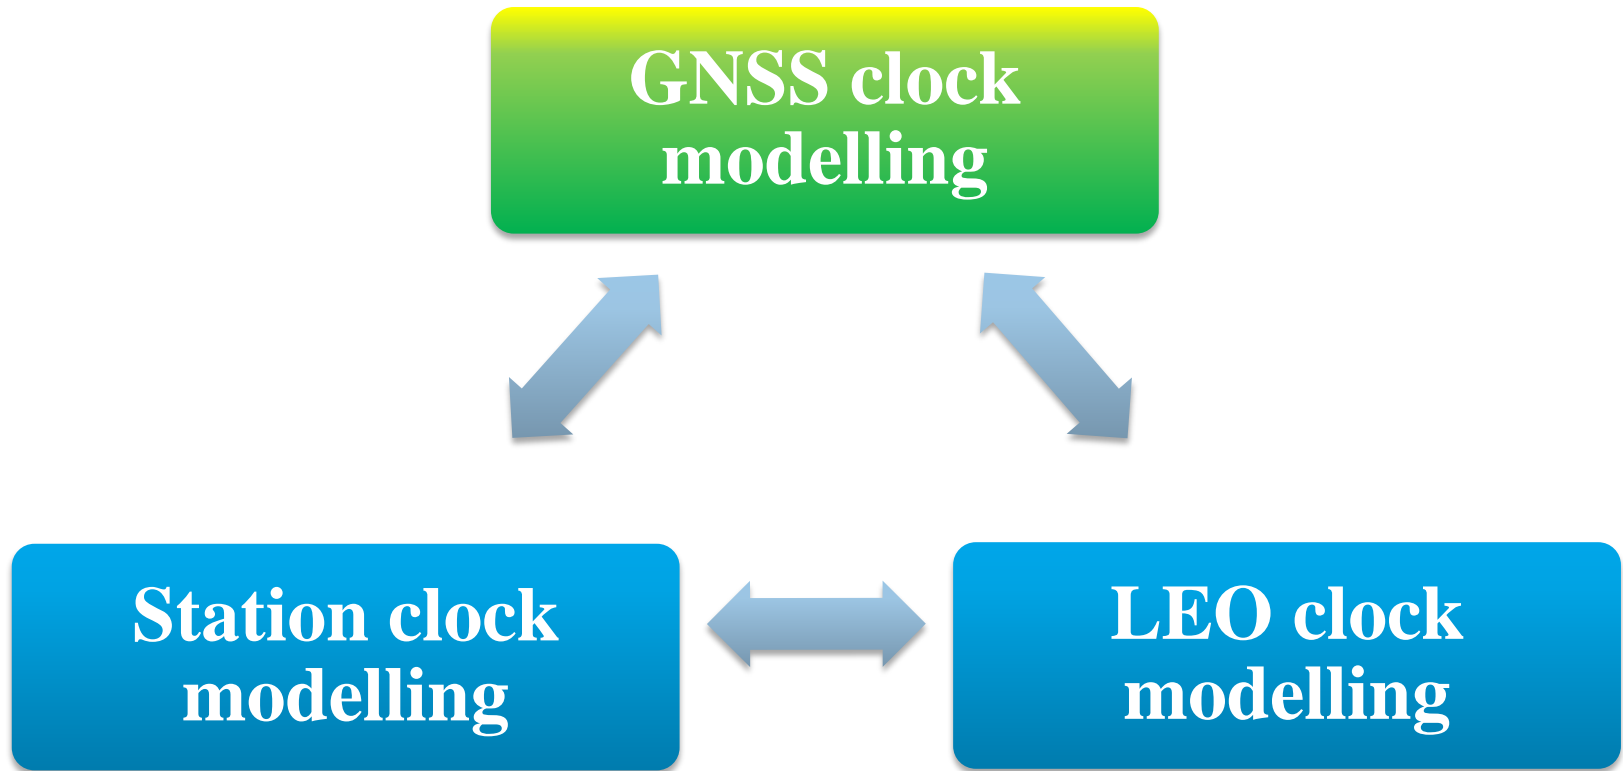 GNSS clock
modelling
Station clock
modelling
LEO clock
modelling